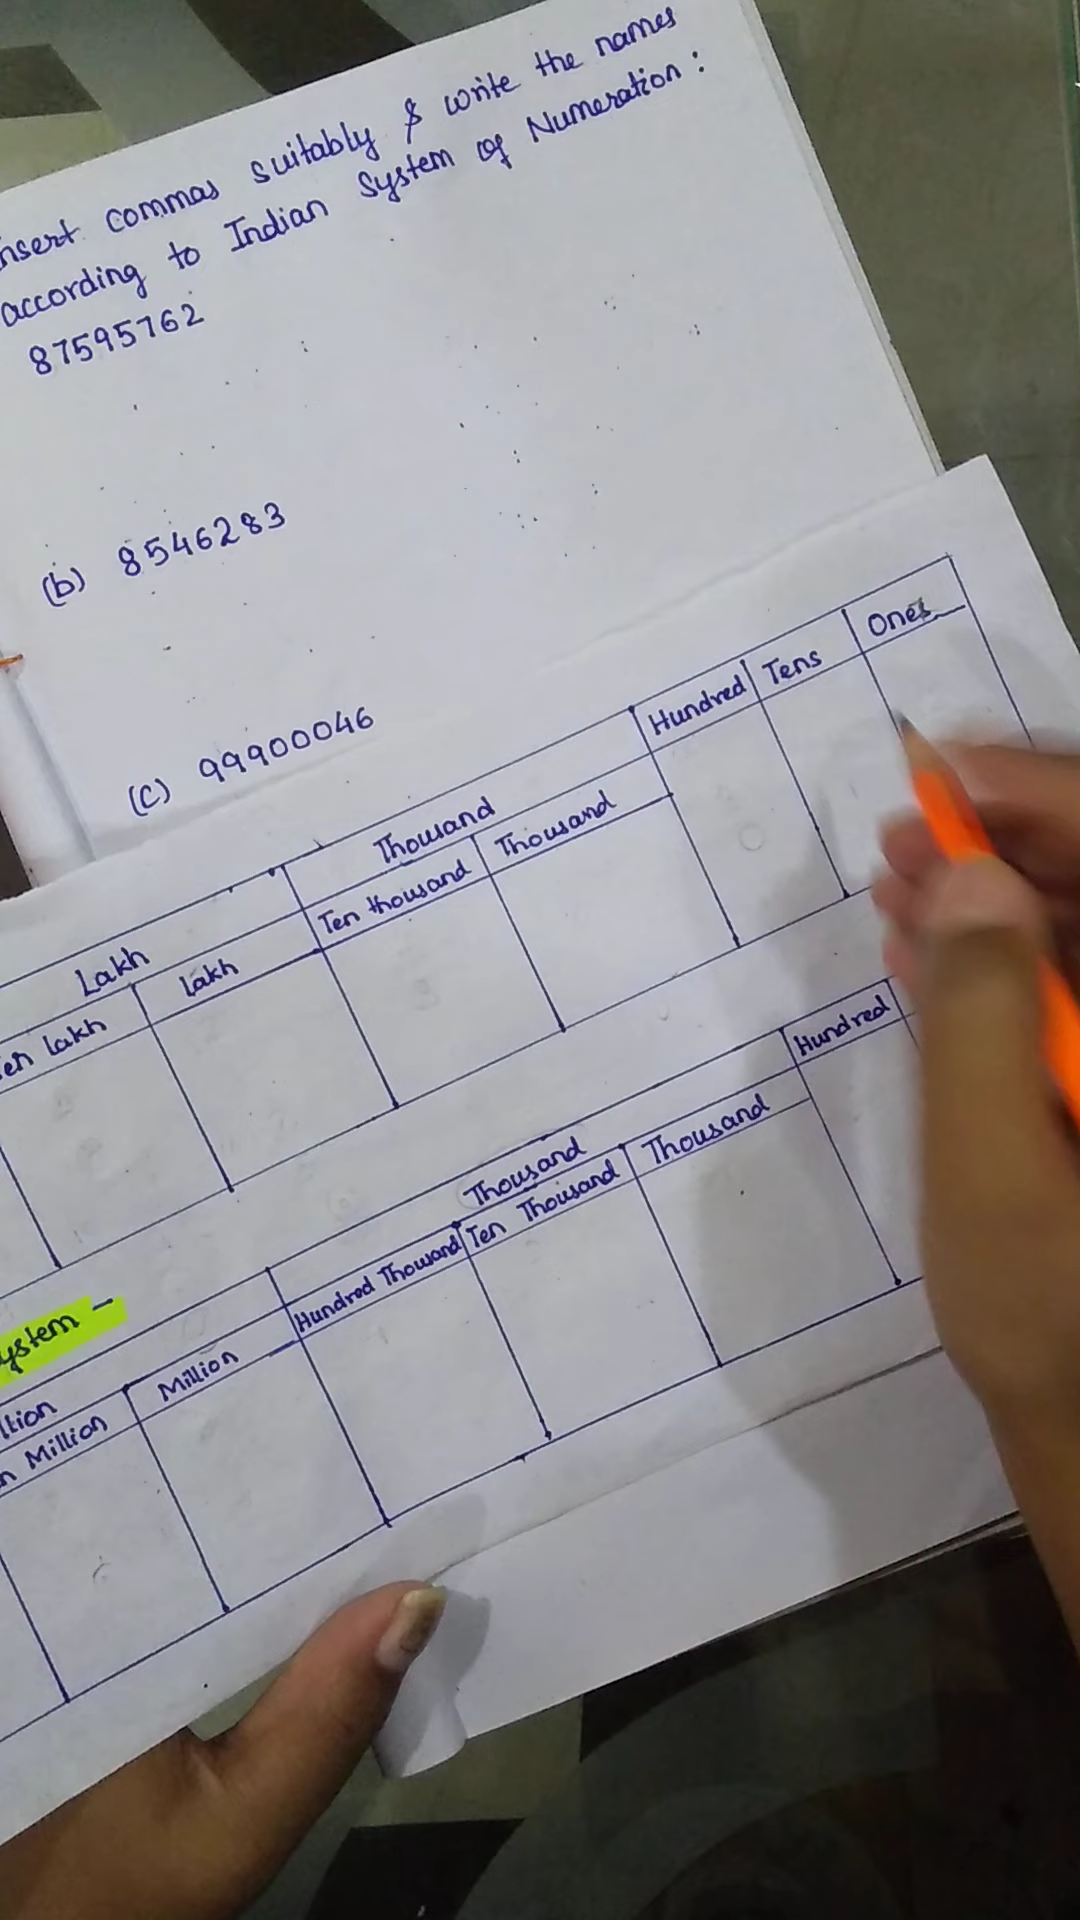 nsert commas suitably & write the names
according to Indian System of Numeration :
87595762
(b) 8546283
(c) 99900046
Lakh Thousand Hundred Tens Ones
en lakh lakh Ten thousand Thousand
ystem -
Thousand Hundred
n Million Million Hundred Thousand Ten Thousand Thousand